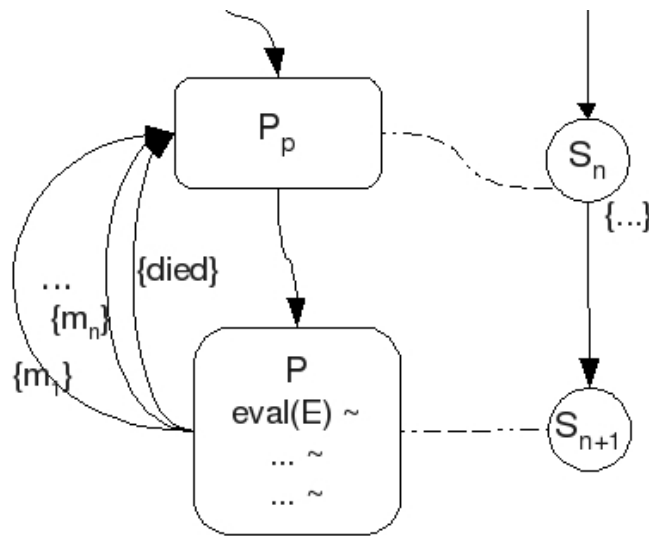 Pₚ
Sₙ
{...}
{died}
...
{mₙ}
{m₁}
P
eval(E) ~
... ~
... ~
Sₙ₊₁